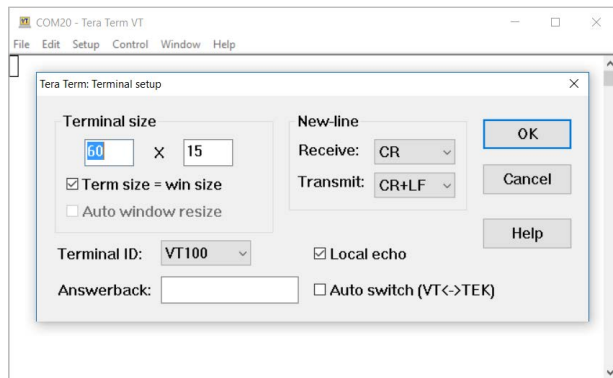 COM20 - Tera Term VT
File Edit Setup Control Window Help
Tera Term: Terminal setup
Terminal size
60 X 15
Term size = win size
Auto window resize
New-line
Receive: CR
Transmit: CR+LF
OK
Cancel
Help
Terminal ID: VT100
Local echo
Answerback:
Auto switch (VT<->TEK)